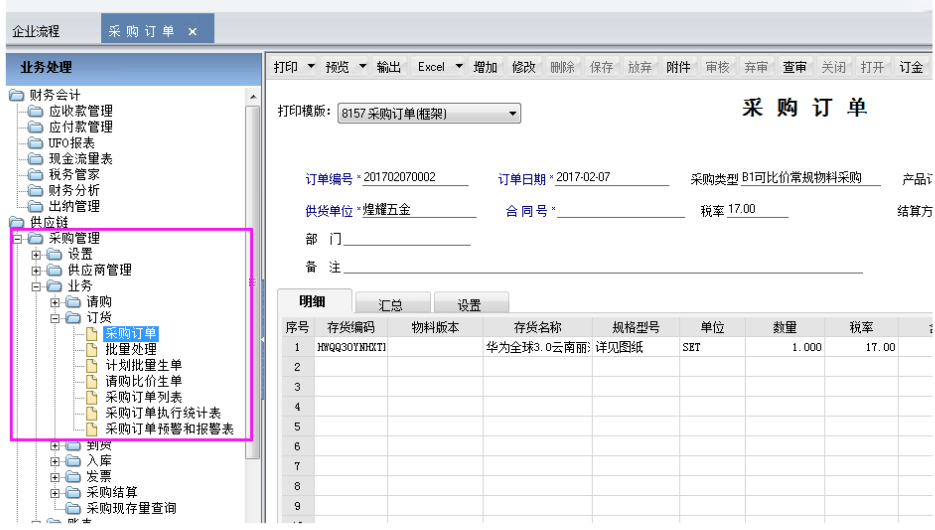 企业流程 采购订单 ×
业务处理
打印 预览 输出 Excel 增加 修改 删除 保存 放弃 附件 审核 弃审 查审 关闭 打开 订金
财务会计
应收款管理
应付款管理
UFO报表
现金流量表
税务管家
财务分析
出纳管理
供应链
采购管理
设置
供应商管理
业务
请购
订货
采购订单
批量处理
计划批量生单
请购比价生单
采购订单列表
采购订单执行统计表
采购订单预警和报警表
到货
入库
发票
采购结算
采购现存量查询
账表
打印模版: 8157 采购订单(框架)
采 购 订 单
订单编号 * 201702070002 订单日期 * 2017-02-07 采购类型 B1可比价常规物料采购
供货单位 * 煌耀五金 合同号 * 税率 17.00 结算方
部 门
备 注
明细 汇总 设置
序号 存货编码 物料版本 存货名称 规格型号 单位 数量 税率
1 华为全球3.0云南丽 详见图纸 SET 1.000 17.00
2
3
4
5
6
7
8
9